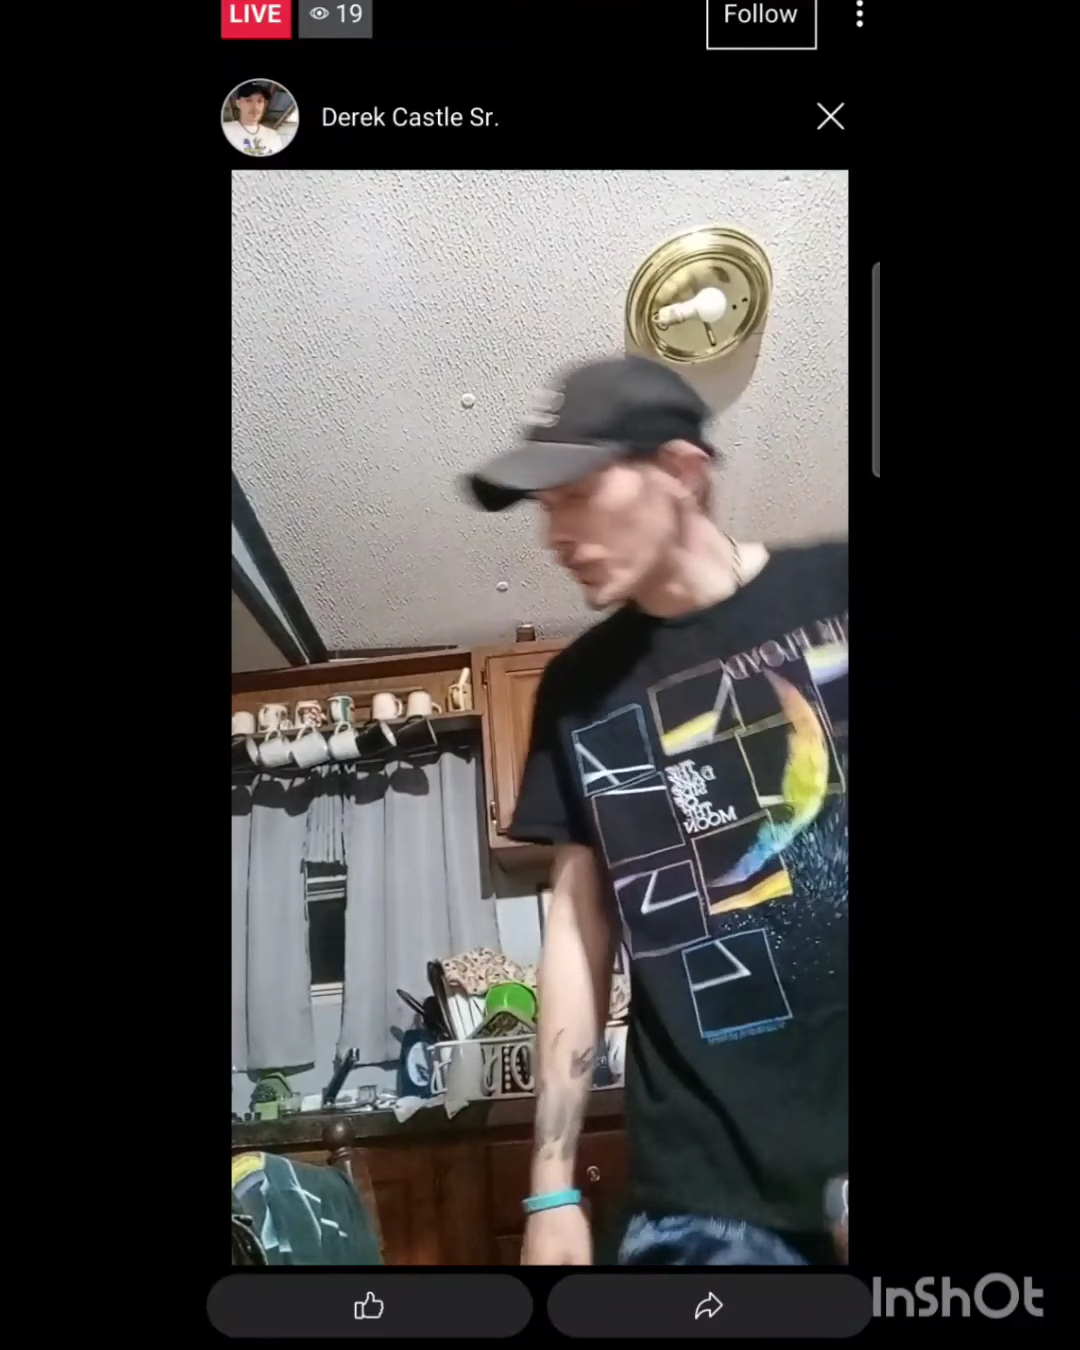 LIVE 19
Follow
Derek Castle Sr.
THE
DARK
SIDE
OF
THE
MOON
InShOt